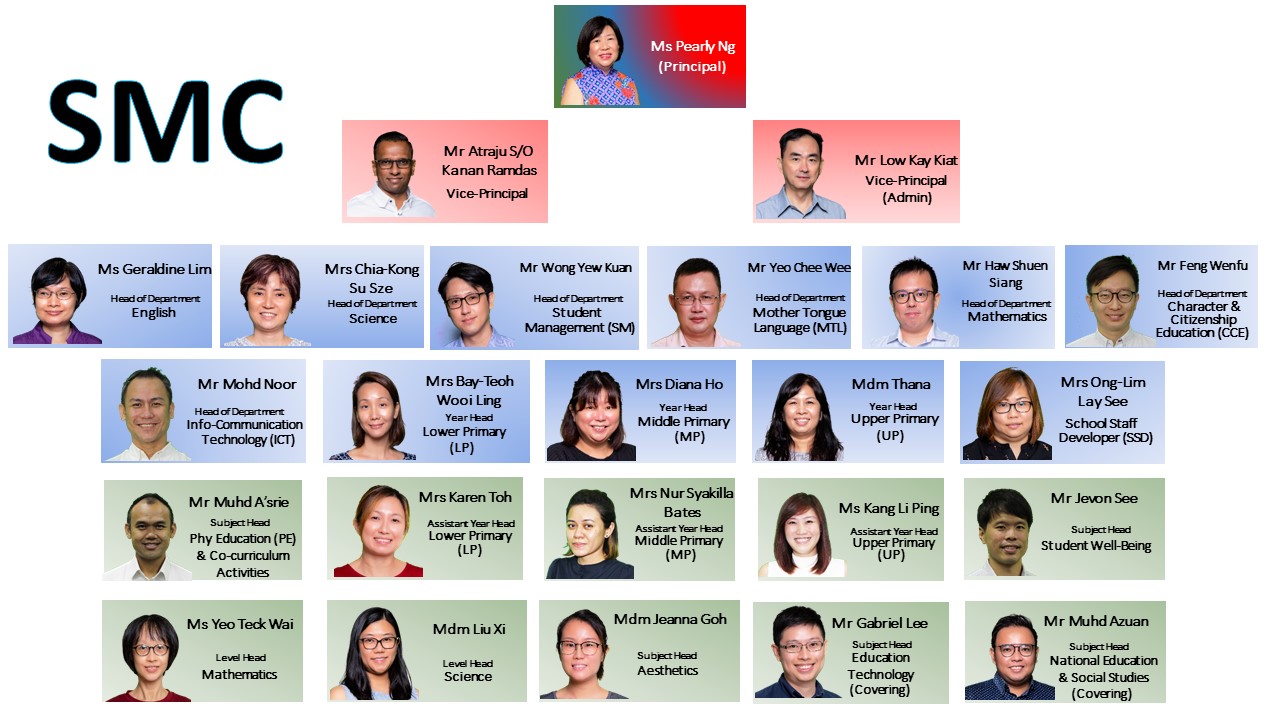 SMC
Ms Pearly Ng
(Principal)
Mr Atraju S/O
Kanan Ramdas
Vice-Principal
Mr Low Kay Kiat
Vice-Principal
(Admin)
Ms Geraldine Lim
Head of Department
English
Mrs Chia-Kong
Su Sze
Head of Department
Science
Mr Wong Yew Kuan
Head of Department
Student
Management (SM)
Mr Yeo Chee Wee
Head of Department
Mother Tongue
Language (MTL)
Mr Haw Shuen
Siang
Head of Department
Mathematics
Mr Feng Wenfu
Head of Department
Character &
Citizenship
Education (CCE)
Mr Mohd Noor
Head of Department
Info-Communication
Technology (ICT)
Mrs Bay-Teoh
Wooi Ling
Year Head
Lower Primary
(LP)
Mrs Diana Ho
Year Head
Middle Primary
(MP)
Mdm Thana
Year Head
Upper Primary
(UP)
Mrs Ong-Lim
Lay See
School Staff
Developer (SSD)
Mr Muhd A'srie
Subject Head
Phy Education (PE)
& Co-curriculum
Activities
Mrs Karen Toh
Assistant Year Head
Lower Primary
(LP)
Mrs Nur Syakilla
Bates
Assistant Year Head
Middle Primary
(MP)
Ms Kang Li Ping
Assistant Year Head
Upper Primary
(UP)
Mr Jevon See
Subject Head
Student Well-Being
Ms Yeo Teck Wai
Level Head
Mathematics
Mdm Liu Xi
Level Head
Science
Mdm Jeanna Goh
Subject Head
Aesthetics
Mr Gabriel Lee
Subject Head
Education
Technology
(Covering)
Mr Muhd Azuan
Subject Head
National Education
& Social Studies
(Covering)